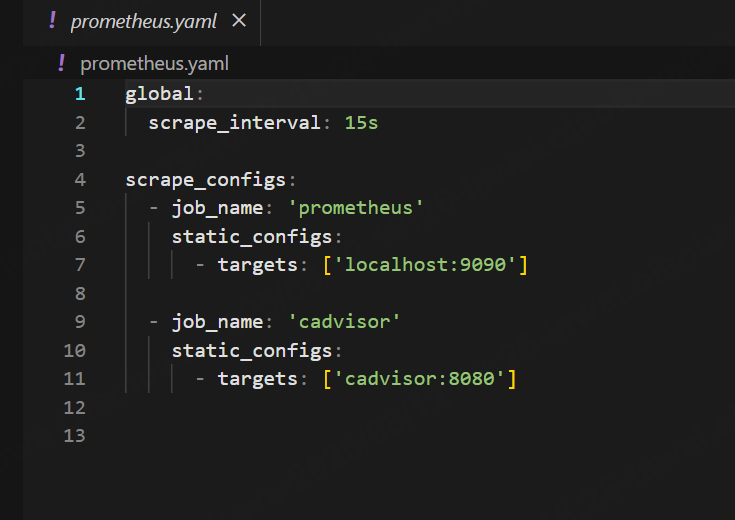 ! prometheus.yaml ×
! prometheus.yaml
1 global:
2   scrape_interval: 15s
3
4 scrape_configs:
5   - job_name: 'prometheus'
6     static_configs:
7       - targets: ['localhost:9090']
8
9   - job_name: 'cadvisor'
10     static_configs:
11       - targets: ['cadvisor:8080']
12
13